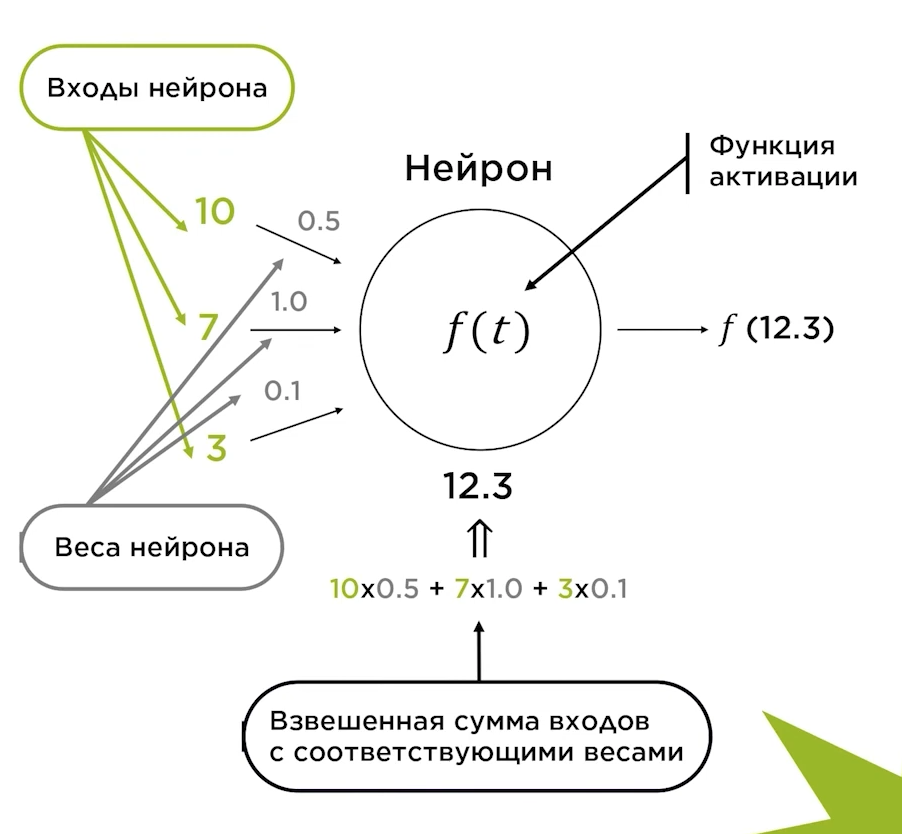 Входы нейрона
Функция
активации
Нейрон
10
0.5
1.0
7
f(t)
f (12.3)
0.1
3
12.3
Веса нейрона
⇑
10x0.5 + 7x1.0 + 3x0.1
Взвешенная сумма входов
с соответствующими весами